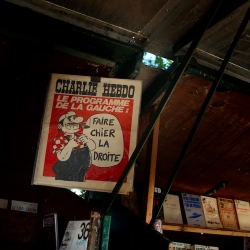 CHARLIE HEBDO
LE PROGRAMME
DE LA GAUCHE :
FAIRE
CHIER
LA
DROITE